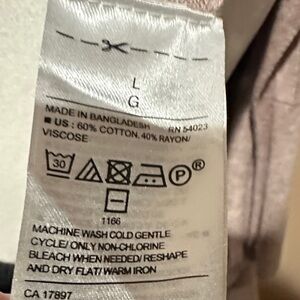 L
G
MADE IN BANGLADESH RN 54023
US : 60% COTTON, 40% RAYON/
VISCOSE
30 P ®
1166
MACHINE WASH COLD GENTLE
CYCLE/ ONLY NON-CHLORINE
BLEACH WHEN NEEDED/ RESHAPE
AND DRY FLAT/ WARM IRON
CA 17897